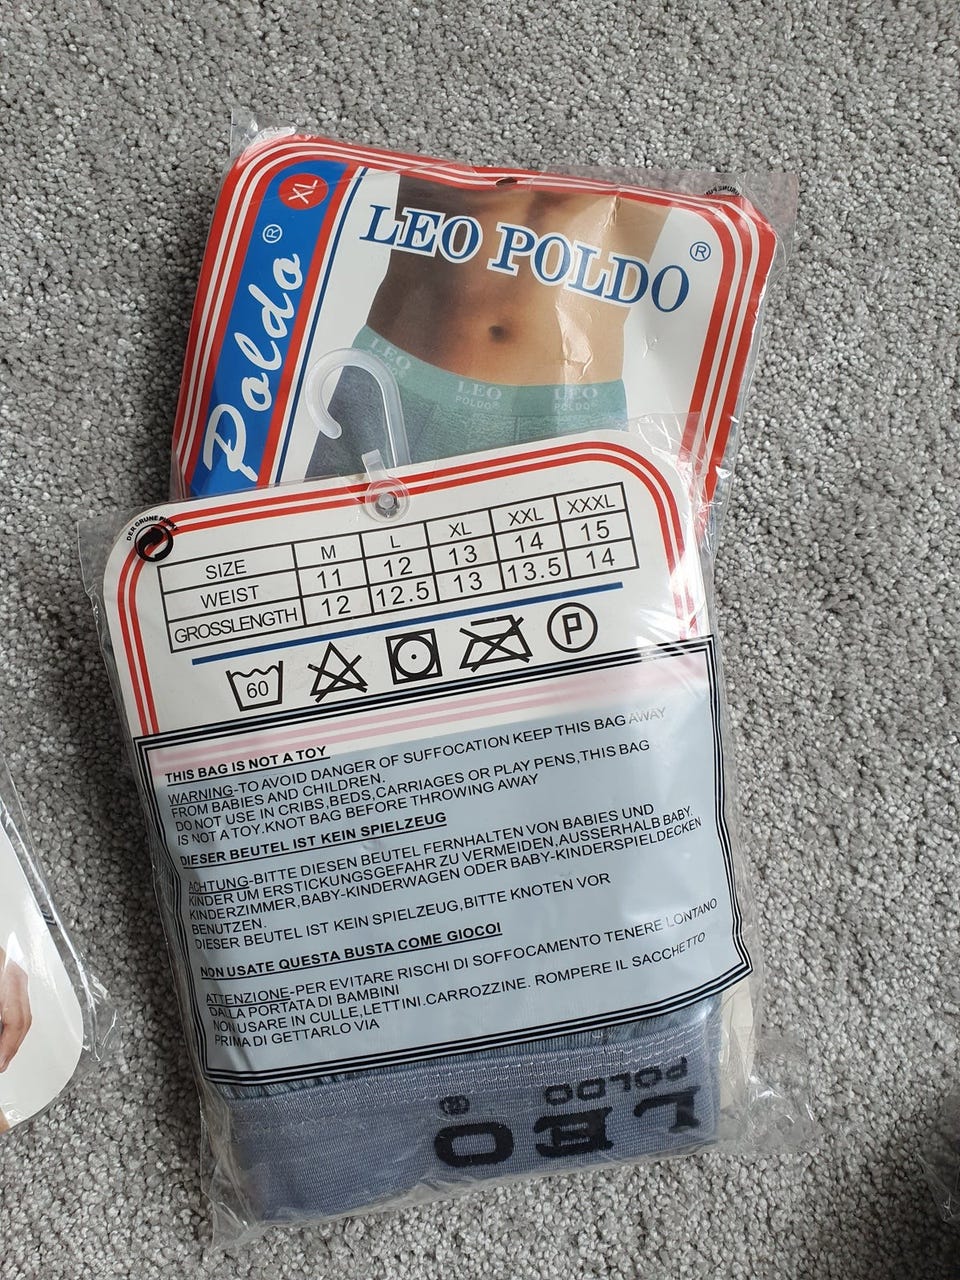 XL
Poldo®
LEO POLDO®
LEO
LEO
POLDO®
LEO
POLDO®
DER GRÜNE PUNKT
SIZE M L XL XXL XXXL
WEIST 11 12 13 14 15
GROSSLENGTH 12 12.5 13 13.5 14
60
P
THIS BAG IS NOT A TOY
WARNING-TO AVOID DANGER OF SUFFOCATION KEEP THIS BAG AWAY
FROM BABIES AND CHILDREN.
DO NOT USE IN CRIBS,BEDS,CARRIAGES OR PLAY PENS,THIS BAG
IS NOT A TOY.KNOT BAG BEFORE THROWING AWAY
DIESER BEUTEL IST KEIN SPIELZEUG
ACHTUNG-BITTE DIESEN BEUTEL FERNHALTEN VON BABIES UND
KINDER UM ERSTICKUNGSGEFAHR ZU VERMEIDEN,AUSSERHALB BABY.
KINDERZIMMER,BABY-KINDERWAGEN ODER BABY-KINDERSPIELDECKEN
BENUTZEN.
DIESER BEUTEL IST KEIN SPIELZEUG,BITTE KNOTEN VOR
NON USATE QUESTA BUSTA COME GIOCOI
ATTENZIONE-PER EVITARE RISCHI DI SOFFOCAMENTO TENERE LONTANO
DALLA PORTATA DI BAMBINI
NON USARE IN CULLE,LETTINI.CARROZZINE. ROMPERE IL SACCHETTO
PRIMA DI GETTARLO VIA
LEO®
POLDO